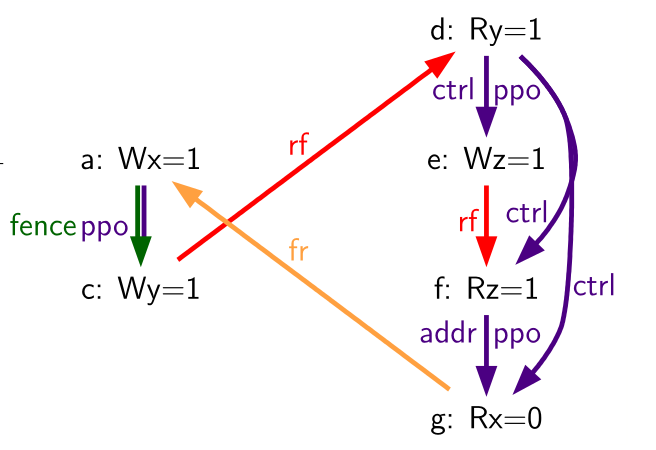 d: Ry=1
ctrl ppo
rf
a: Wx=1
e: Wz=1
fence ppo
rf
ctrl
fr
c: Wy=1
f: Rz=1
ctrl
addr ppo
g: Rx=0